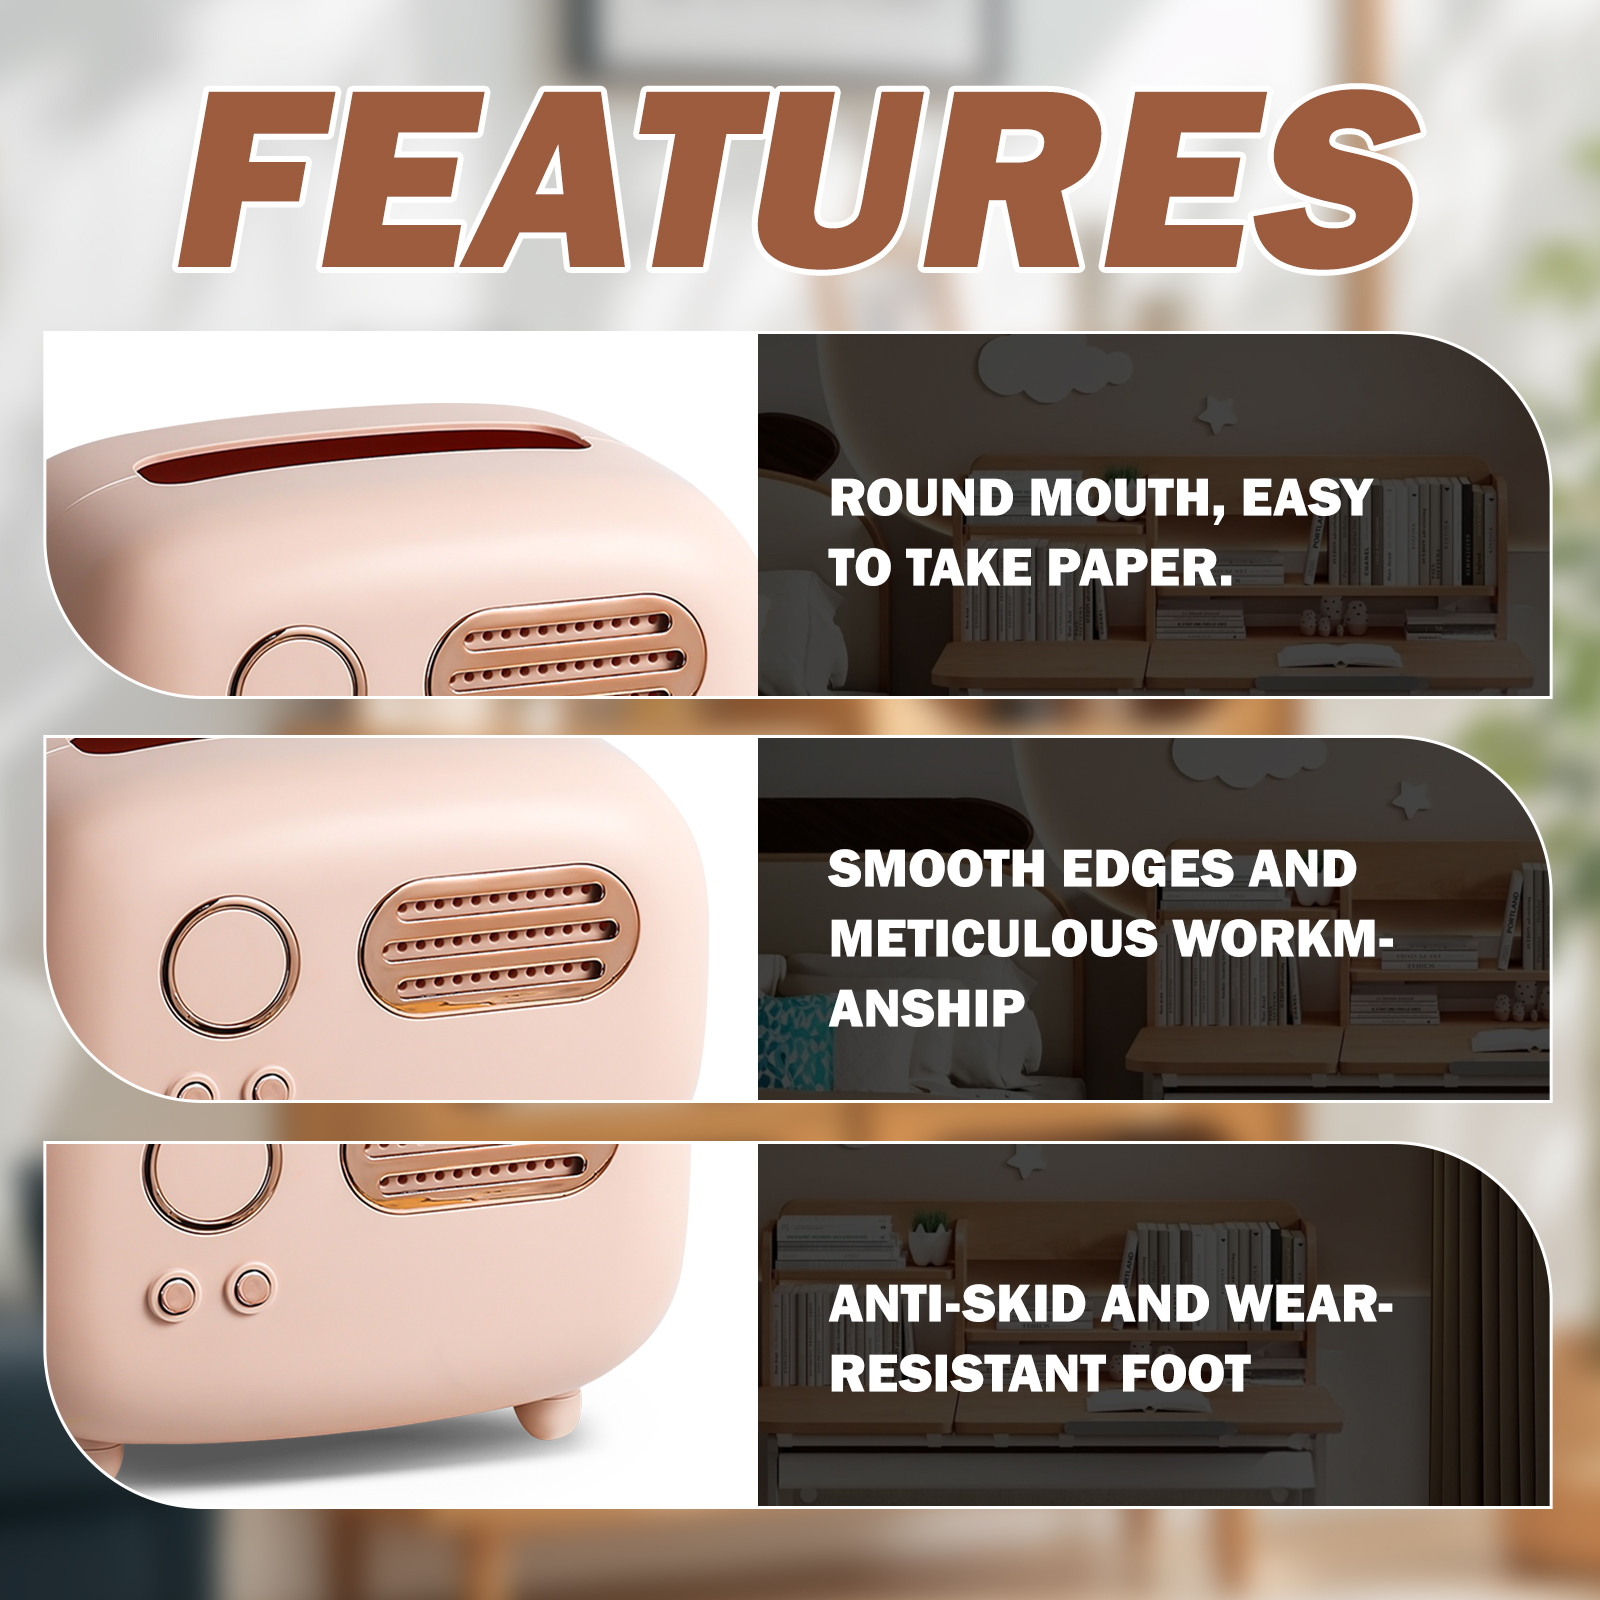 FEATURES
ROUND MOUTH, EASY
TO TAKE PAPER.
SMOOTH EDGES AND
METICULOUS WORKM-
ANSHIP
ANTI-SKID AND WEAR-
RESISTANT FOOT